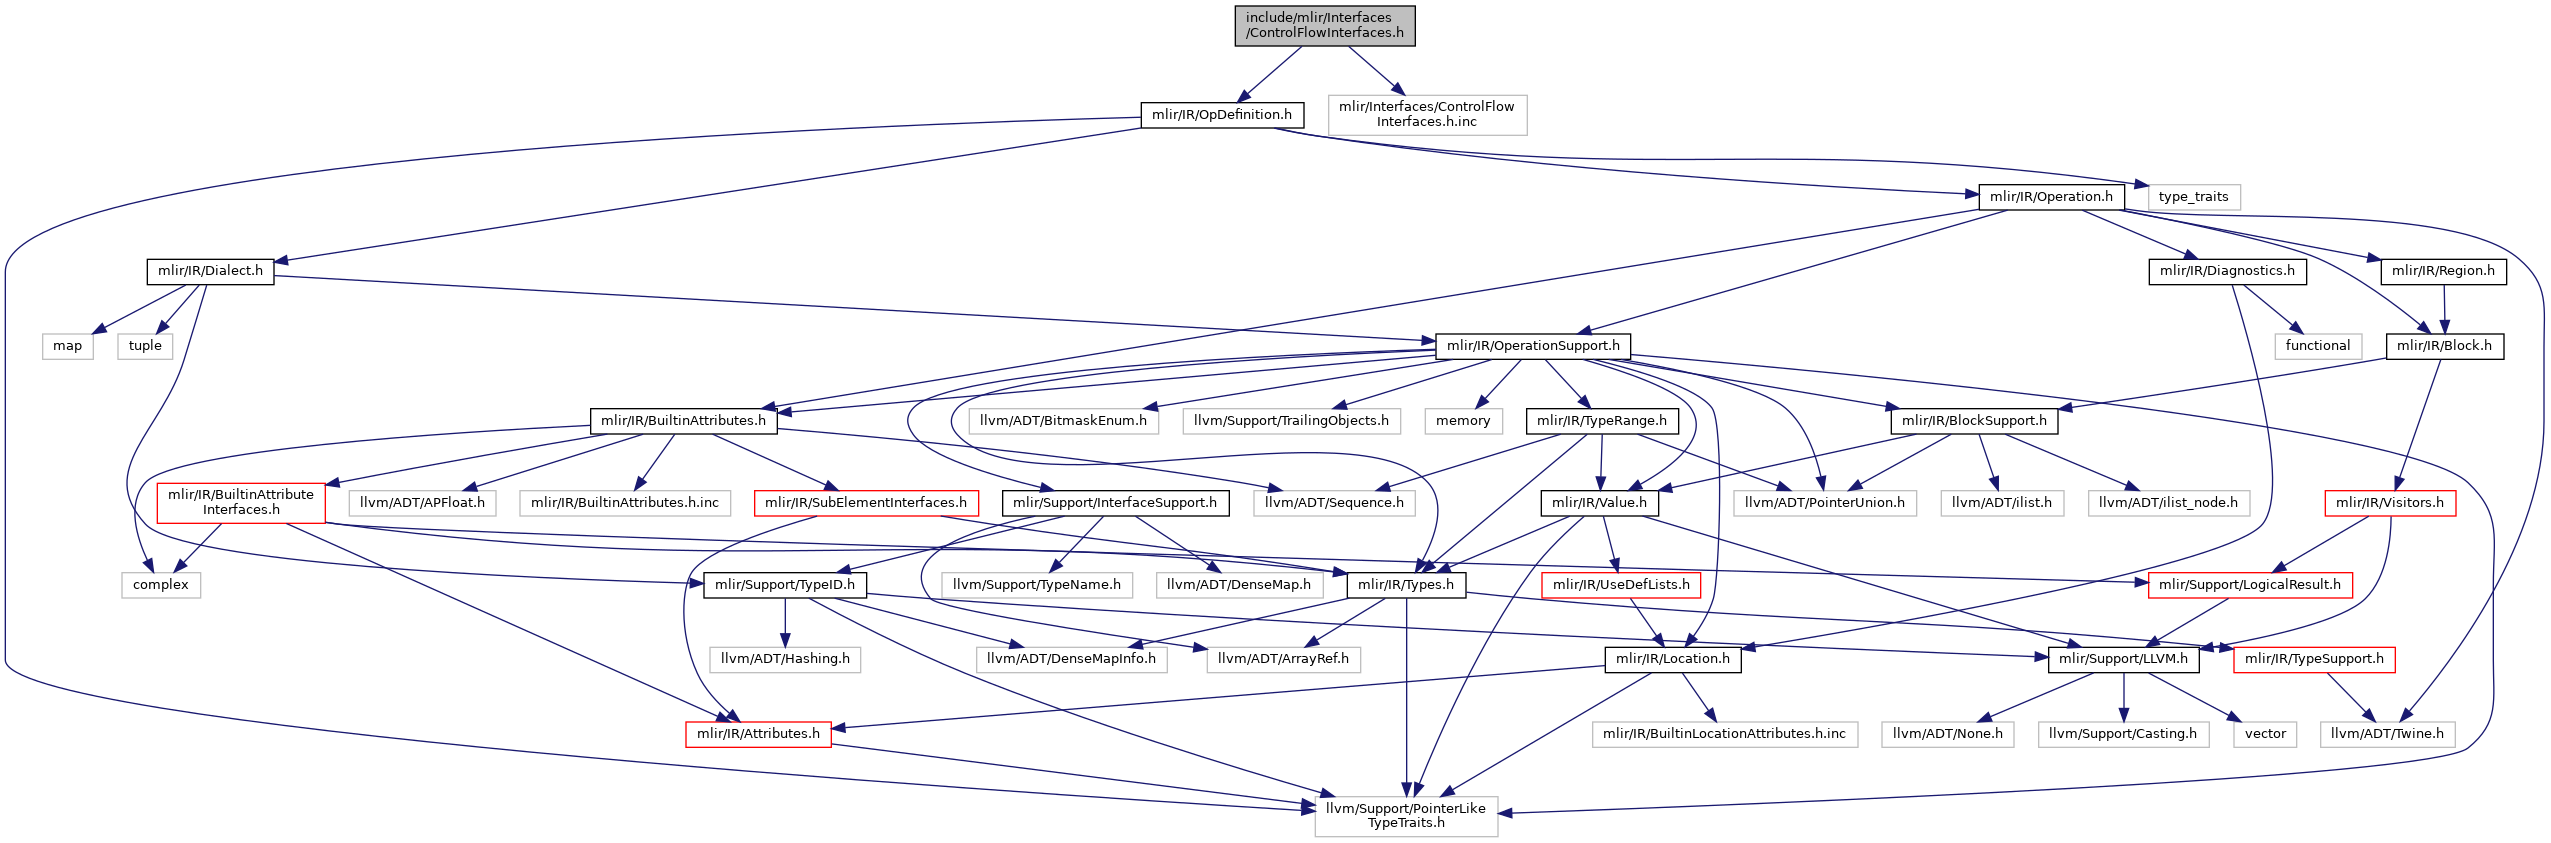 include/mlir/Interfaces
/ControlFlowInterfaces.h
mlir/IR/OpDefinition.h
mlir/Interfaces/ControlFlow
Interfaces.h.inc
mlir/IR/Operation.h
type_traits
mlir/IR/Dialect.h
mlir/IR/Diagnostics.h
mlir/IR/Region.h
map
tuple
mlir/IR/OperationSupport.h
functional
mlir/IR/Block.h
mlir/IR/BuiltinAttributes.h
llvm/ADT/BitmaskEnum.h
llvm/Support/TrailingObjects.h
memory
mlir/IR/TypeRange.h
mlir/IR/BlockSupport.h
mlir/IR/BuiltinAttribute
Interfaces.h
llvm/ADT/APFloat.h
mlir/IR/BuiltinAttributes.h.inc
mlir/IR/SubElementInterfaces.h
mlir/Support/InterfaceSupport.h
llvm/ADT/Sequence.h
mlir/IR/Value.h
llvm/ADT/PointerUnion.h
llvm/ADT/ilist.h
llvm/ADT/ilist_node.h
mlir/IR/Visitors.h
complex
mlir/Support/TypeID.h
llvm/Support/TypeName.h
llvm/ADT/DenseMap.h
mlir/IR/Types.h
mlir/IR/UseDefLists.h
mlir/Support/LogicalResult.h
llvm/ADT/Hashing.h
llvm/ADT/DenseMapInfo.h
llvm/ADT/ArrayRef.h
mlir/IR/Location.h
mlir/Support/LLVM.h
mlir/IR/TypeSupport.h
mlir/IR/Attributes.h
mlir/IR/BuiltinLocationAttributes.h.inc
llvm/ADT/None.h
llvm/Support/Casting.h
vector
llvm/ADT/Twine.h
llvm/Support/PointerLike
TypeTraits.h